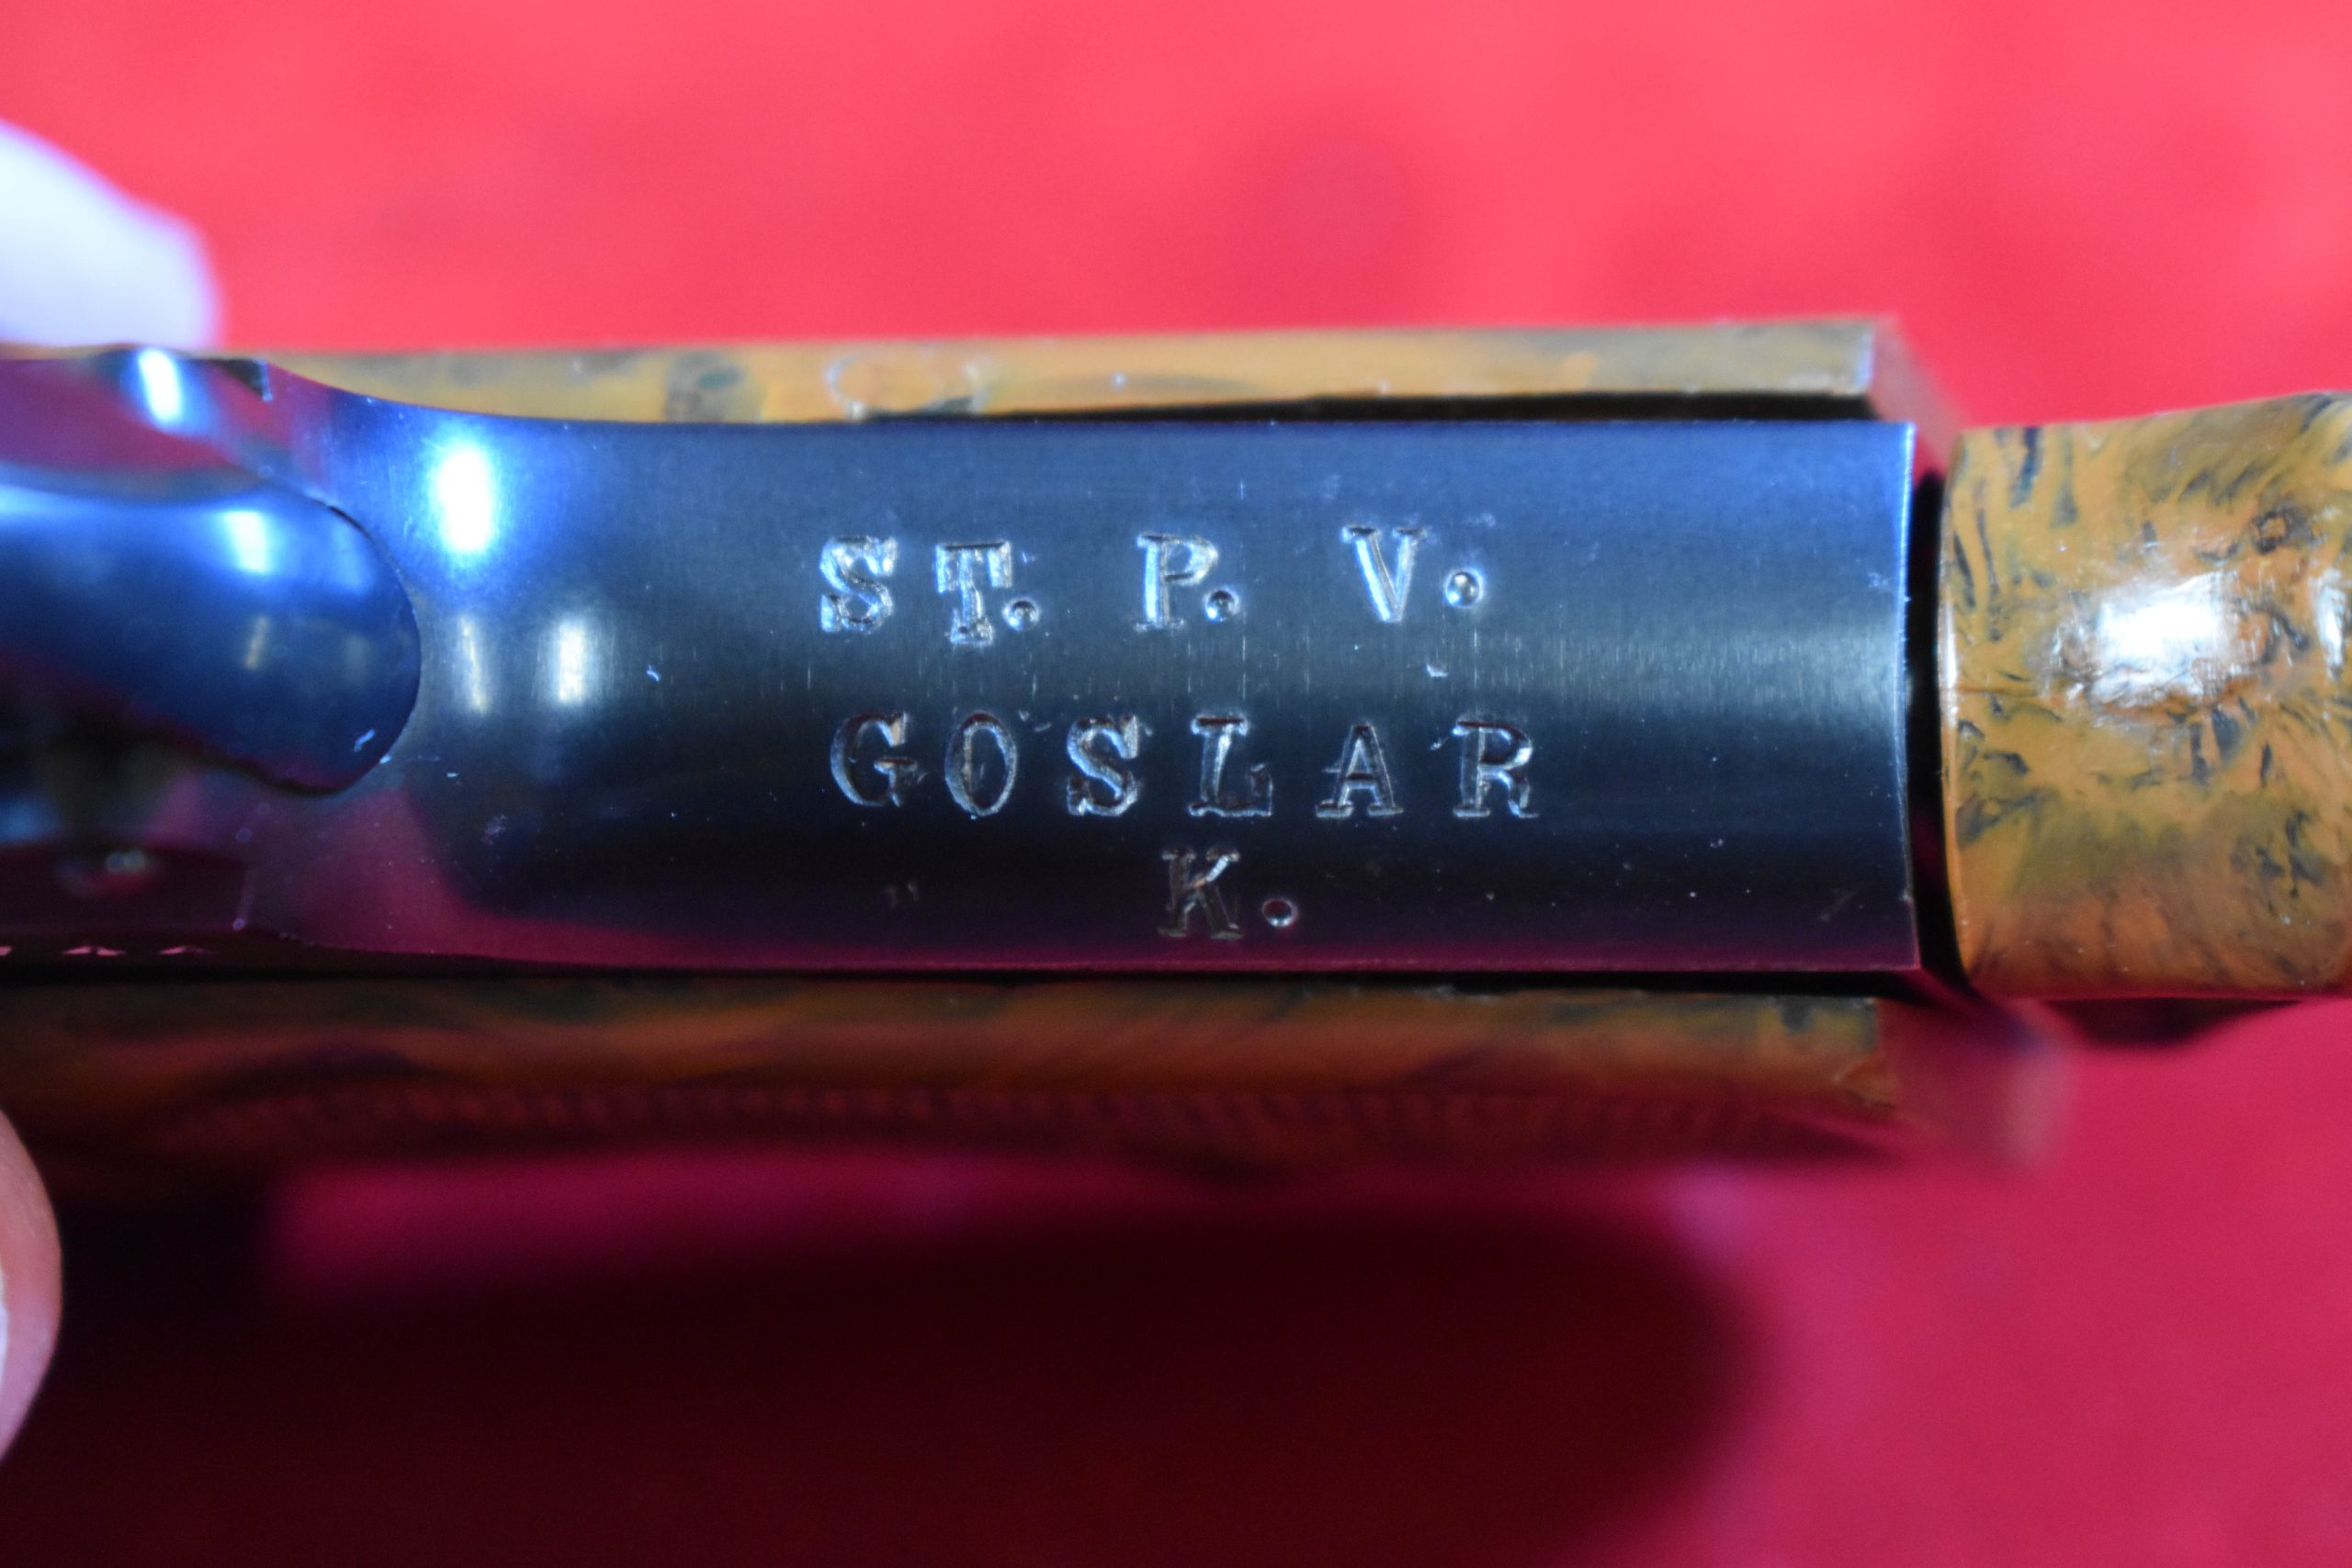 ST. P. V.
GOSLAR
K.